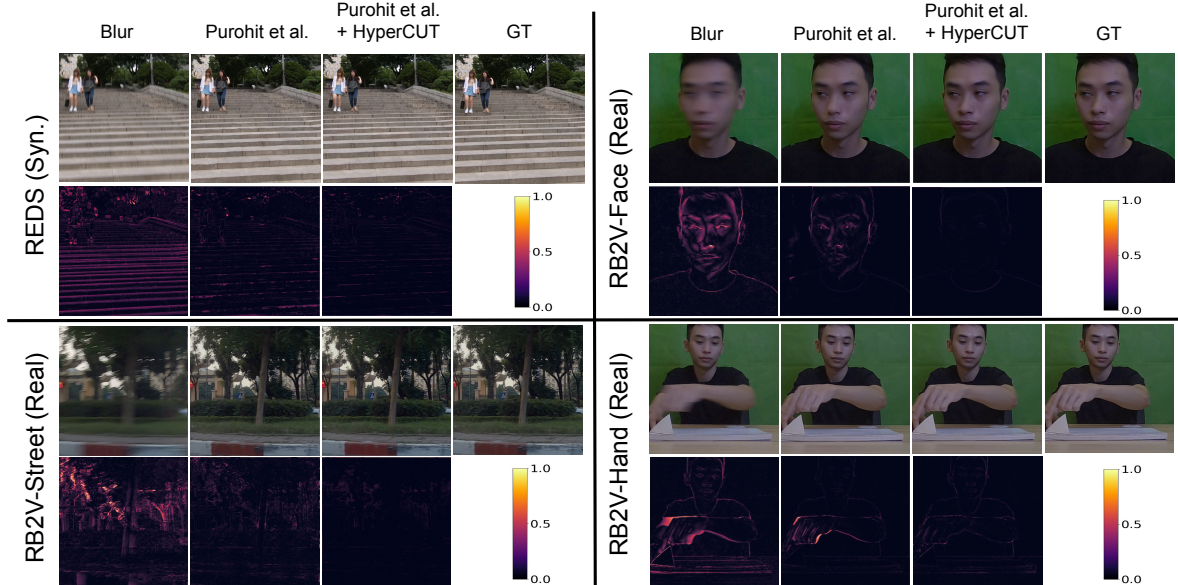 Blur
Purohit et al.
Purohit et al.
+ HyperCUT
GT
REDS (Syn.)
1.0
0.5
0.0
Blur
Purohit et al.
Purohit et al.
+ HyperCUT
GT
RB2V-Face (Real)
1.0
0.5
0.0
RB2V-Street (Real)
1.0
0.5
0.0
RB2V-Hand (Real)
1.0
0.5
0.0